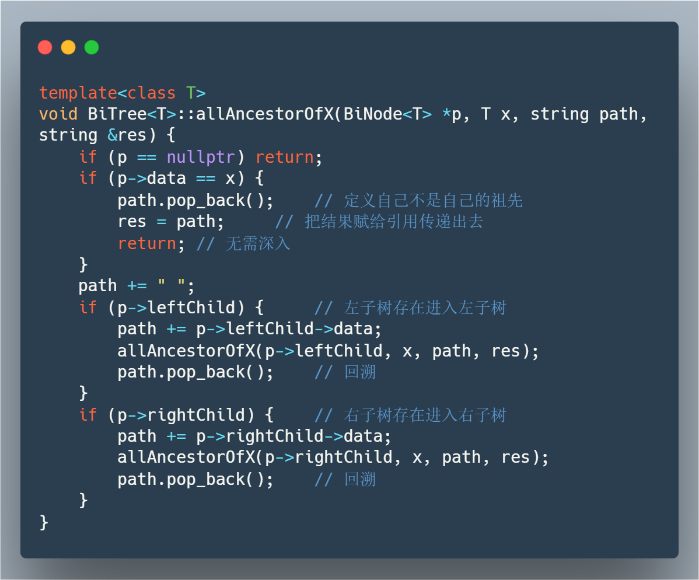 template<class T>
void BiTree<T>::allAncestorOfX(BiNode<T> *p, T x, string path,
string &res) {
    if (p == nullptr) return;
    if (p->data == x) {
        path.pop_back();    // 定义自己不是自己的祖先
        res = path;     // 把结果赋给引用传递出去
        return; // 无需深入
    }
    path += " ";
    if (p->leftChild) {     // 左子树存在进入左子树
        path += p->leftChild->data;
        allAncestorOfX(p->leftChild, x, path, res);
        path.pop_back();    // 回溯
    }
    if (p->rightChild) {    // 右子树存在进入右子树
        path += p->rightChild->data;
        allAncestorOfX(p->rightChild, x, path, res);
        path.pop_back();    // 回溯
    }
}